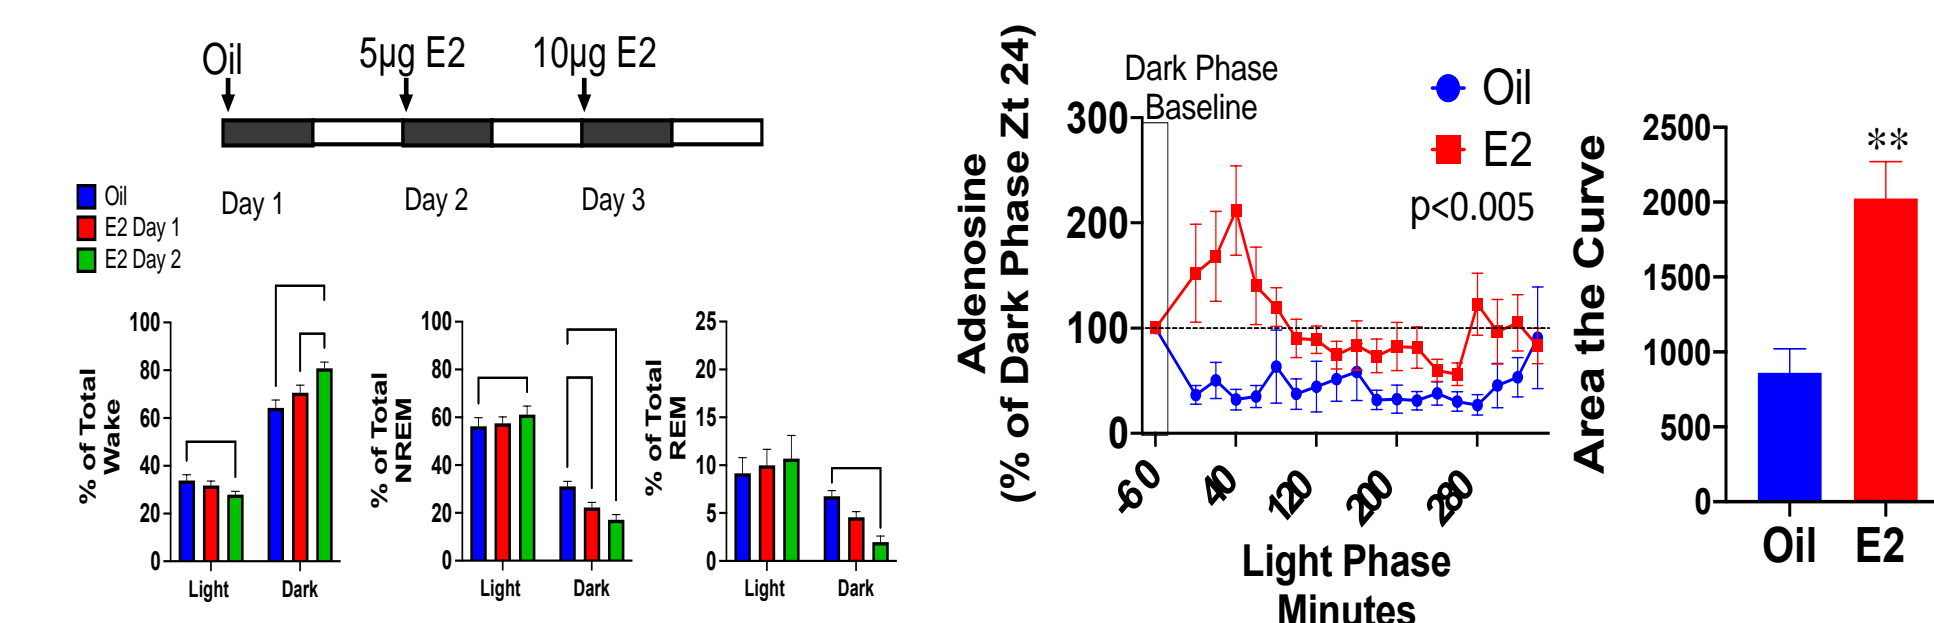 Oil
5µg E2
10µg E2
Day 1
Day 2
Day 3
Oil
E2 Day 1
E2 Day 2
% of Total
Wake
100
80
60
40
20
0
Light
Dark
% of Total
NREM
100
80
60
40
20
0
Light
Dark
% of Total
REM
25
20
15
10
5
0
Light
Dark
Adenosine
(% of Dark Phase Zt 24)
Dark Phase
Baseline
Oil
E2
p<0.005
300
200
100
0
-60
40
120
200
280
Light Phase
Minutes
Area the Curve
2500
2000
1500
1000
500
0
**
Oil
E2